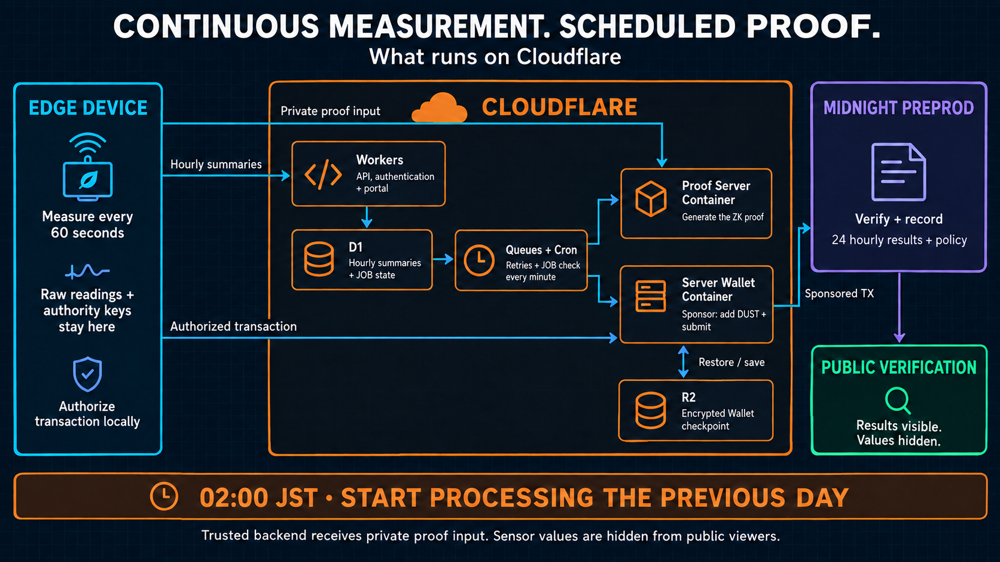 CONTINUOUS MEASUREMENT. SCHEDULED PROOF.
What runs on Cloudflare
EDGE DEVICE
Measure every
60 seconds
Raw readings +
authority keys
stay here
Authorize
transaction locally
Private proof input
Hourly summaries
Authorized transaction
CLOUDFLARE
Workers
API, authentication
+ portal
D1
Hourly summaries
+ JOB state
Queues + Cron
Retries + JOB check
every minute
Proof Server
Container
Generate the ZK proof
Server Wallet
Container
Sponsor: add DUST +
submit
Restore / save
R2
Encrypted Wallet
checkpoint
Sponsored TX
MIDNIGHT PREPROD
Verify + record
24 hourly results + policy
PUBLIC VERIFICATION
Results visible.
Values hidden.
02:00 JST · START PROCESSING THE PREVIOUS DAY
Trusted backend receives private proof input. Sensor values are hidden from public viewers.